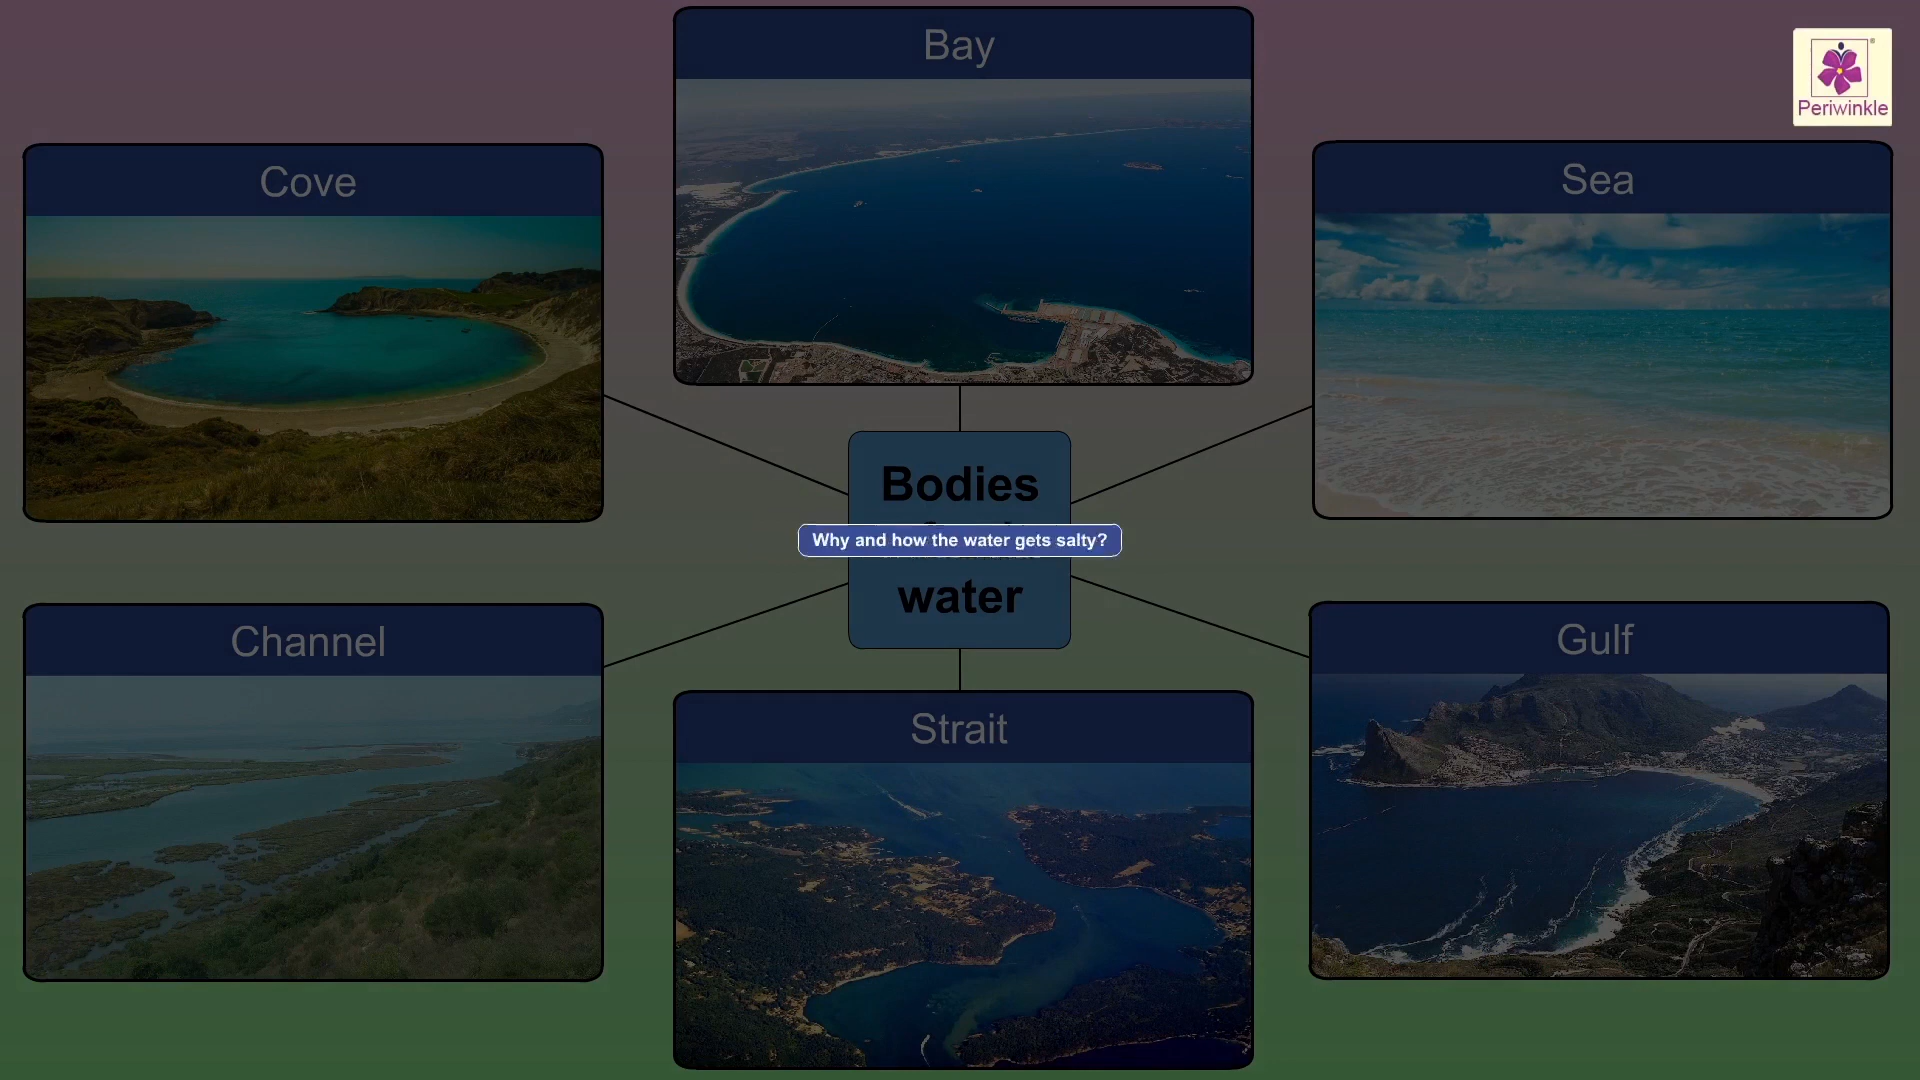 Bay
Periwinkle
Cove
Sea
Bodies
Why and how the water gets salty?
water
Channel
Gulf
Strait